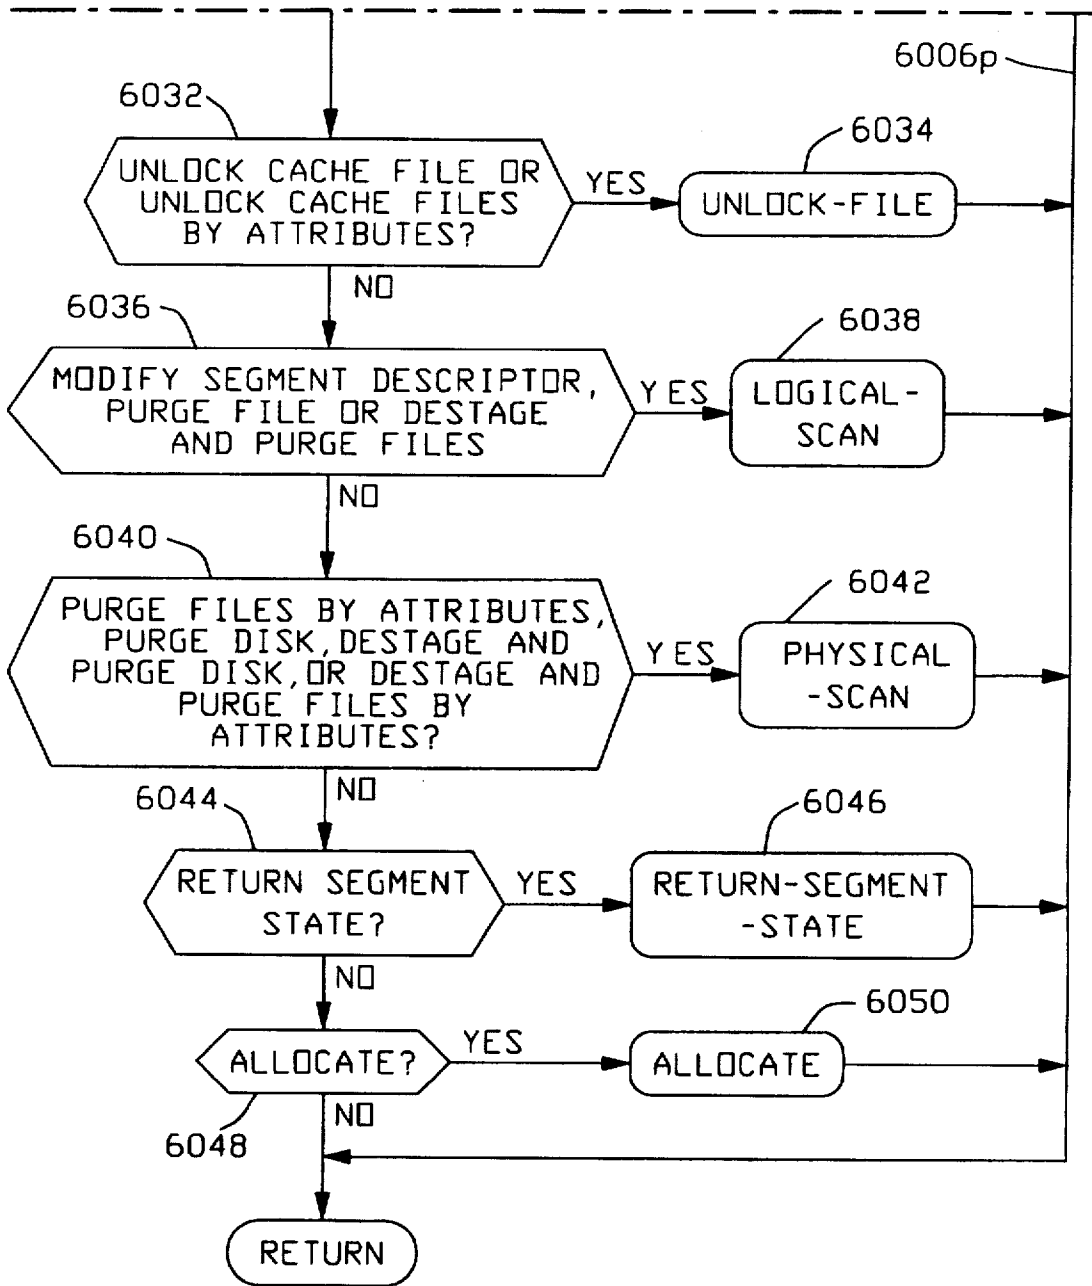 6006p
6032
6034
UNLOCK CACHE FILE OR
UNLOCK CACHE FILES
BY ATTRIBUTES?
YES
UNLOCK-FILE
NO
6036
6038
MODIFY SEGMENT DESCRIPTOR,
PURGE FILE OR DESTAGE
AND PURGE FILES
YES
LOGICAL-
SCAN
NO
6040
6042
PURGE FILES BY ATTRIBUTES,
PURGE DISK, DESTAGE AND
PURGE DISK, OR DESTAGE AND
PURGE FILES BY
ATTRIBUTES?
YES
PHYSICAL
-SCAN
NO
6044
6046
RETURN SEGMENT
STATE?
YES
RETURN-SEGMENT
-STATE
NO
6050
ALLOCATE?
YES
ALLOCATE
NO
6048
RETURN